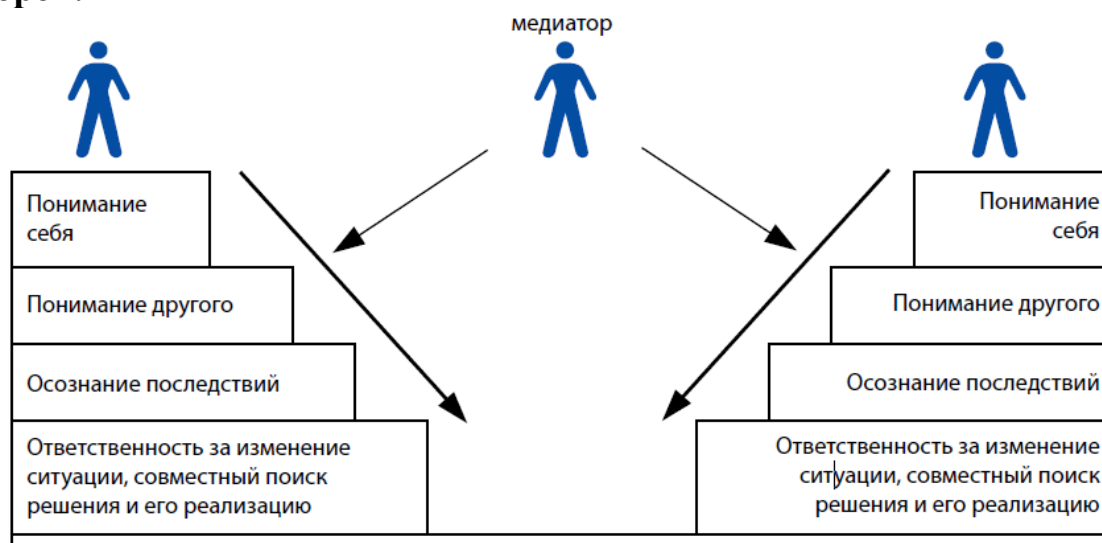 медиатор
Понимание
себя
Понимание
себя
Понимание другого
Понимание другого
Осознание последствий
Осознание последствий
Ответственность за изменение
ситуации, совместный поиск
решения и его реализацию
Ответственность за изменение
ситуации, совместный поиск
решения и его реализацию